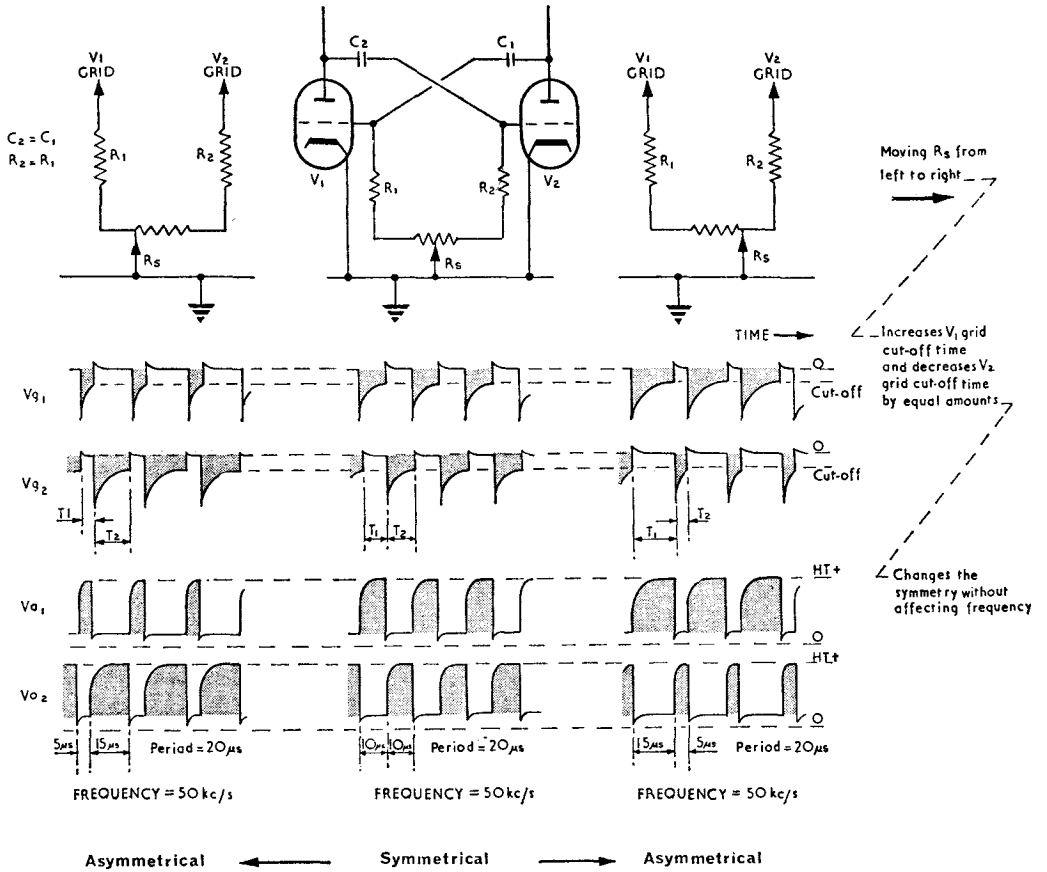 V1
GRID
V2
GRID
C2 = C1
R2 = R1
R1
R2
RS
C2
C1
V1
V2
R1
R2
RS
V1
GRID
V2
GRID
R1
R2
RS
Moving RS from
left to right
TIME
Increases V1 grid
cut-off time
and decreases V2
grid cut-off time
by equal amounts
Vg1
O
Cut-off
Vg2
O
Cut-off
T1
T2
T1
T2
T1
T2
Va1
HT+
O
Changes the
symmetry without
affecting frequency
Va2
HT+
O
5µs
15µs
Period = 20µs
10µs
10µs
Period = 20µs
15µs
5µs
Period = 20µs
FREQUENCY = 50 kc/s
FREQUENCY = 50 kc/s
FREQUENCY = 50 kc/s
Asymmetrical
Symmetrical
Asymmetrical